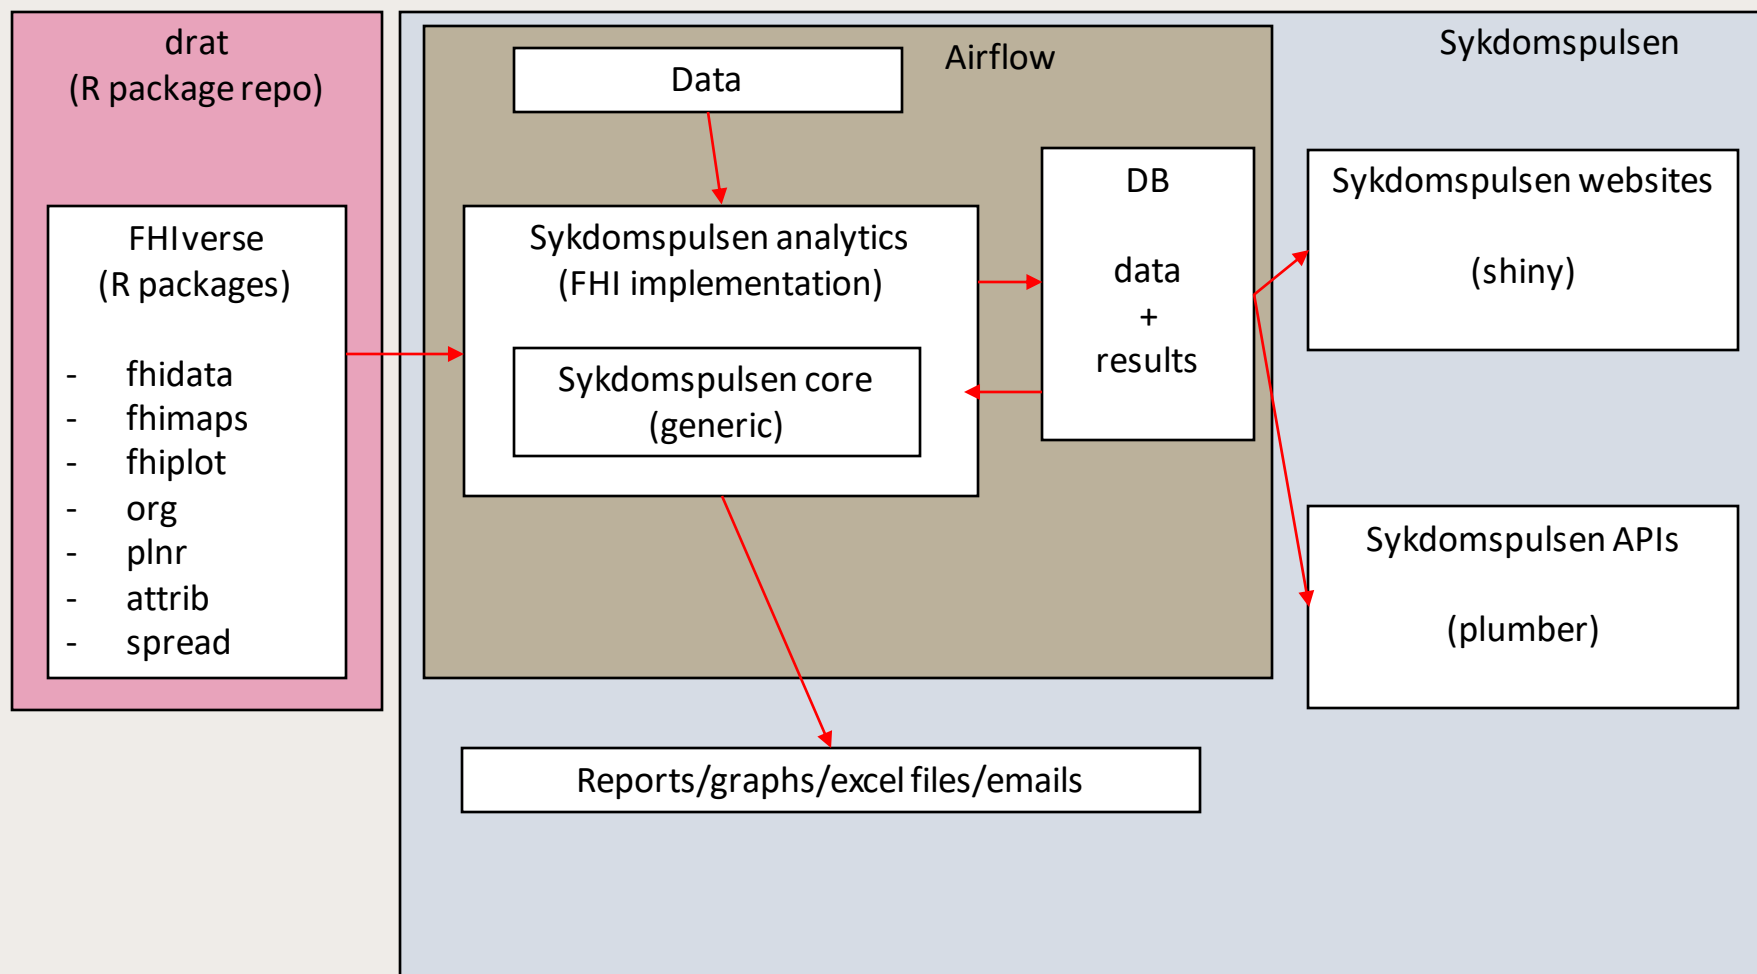 drat
(R package repo)
FHIverse
(R packages)
- fhidata
- fhimaps
- fhiplot
- org
- plnr
- attrib
- spread
Sykdomspulsen
Airflow
Data
Sykdomspulsen analytics
(FHI implementation)
Sykdomspulsen core
(generic)
DB
data
+
results
Sykdomspulsen websites
(shiny)
Sykdomspulsen APIs
(plumber)
Reports/graphs/excel files/emails